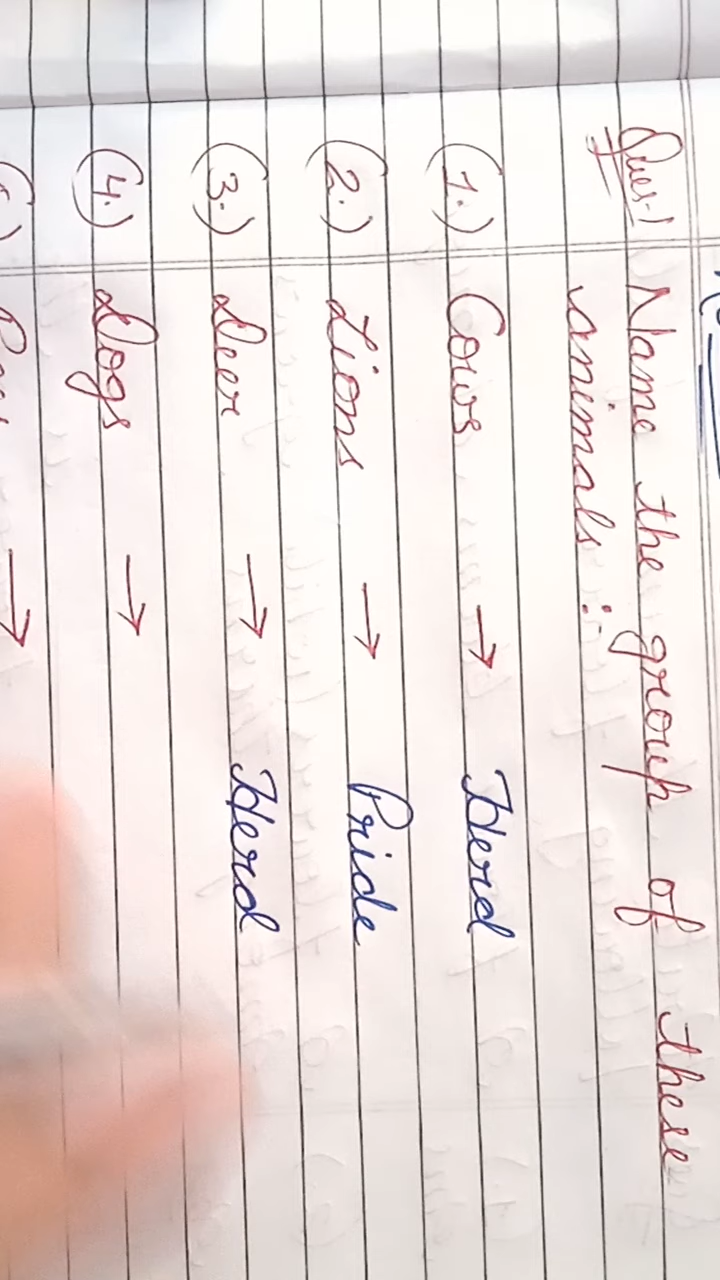 Ques-1 Name the group of these
animals :
(1.) Cows → Herd
(2.) Lions → Pride
(3.) Deer → Herd
(4.) Dogs →
→